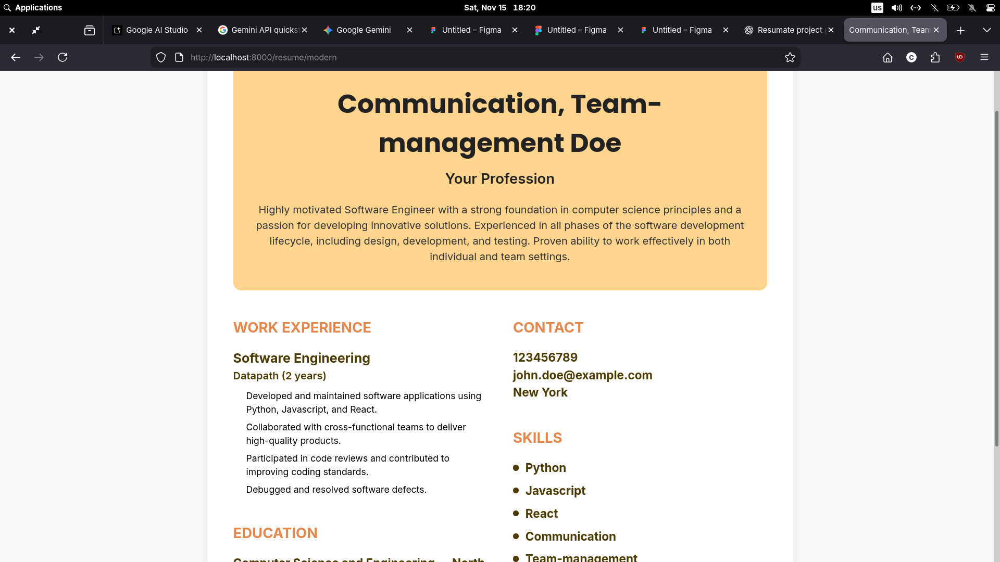 Applications
Sat, Nov 15 18:20
us
Google AI Studio
Gemini API quickst
Google Gemini
Untitled – Figma
Untitled – Figma
Untitled – Figma
Resumate project
Communication, Team
http://localhost:8000/resume/modern
Communication, Team-
management Doe
Your Profession
Highly motivated Software Engineer with a strong foundation in computer science principles and a
passion for developing innovative solutions. Experienced in all phases of the software development
lifecycle, including design, development, and testing. Proven ability to work effectively in both
individual and team settings.
WORK EXPERIENCE
Software Engineering
Datapath (2 years)
Developed and maintained software applications using
Python, Javascript, and React.
Collaborated with cross-functional teams to deliver
high-quality products.
Participated in code reviews and contributed to
improving coding standards.
Debugged and resolved software defects.
EDUCATION
Computer Science and Engineering — North
CONTACT
123456789
john.doe@example.com
New York
SKILLS
Python
Javascript
React
Communication
Team-management